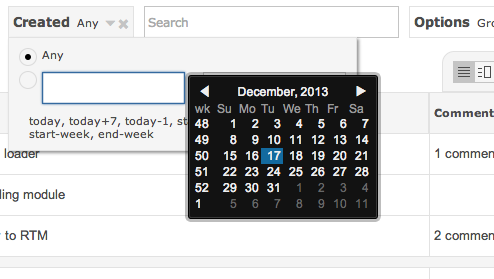 Created Any Search Options Gro
Any
December, 2013
wk Su Mo Tu We Th Fr Sa
today, today+7, today-1, st
start-week, end-week
48 1 2 3 4 5 6 7
49 8 9 10 11 12 13 14
50 15 16 17 18 19 20 21
51 22 23 24 25 26 27 28
52 29 30 31 1 2 3 4
1 5 6 7 8 9 10 11
Comment
loader 1 commen
ling module
to RTM 2 commen